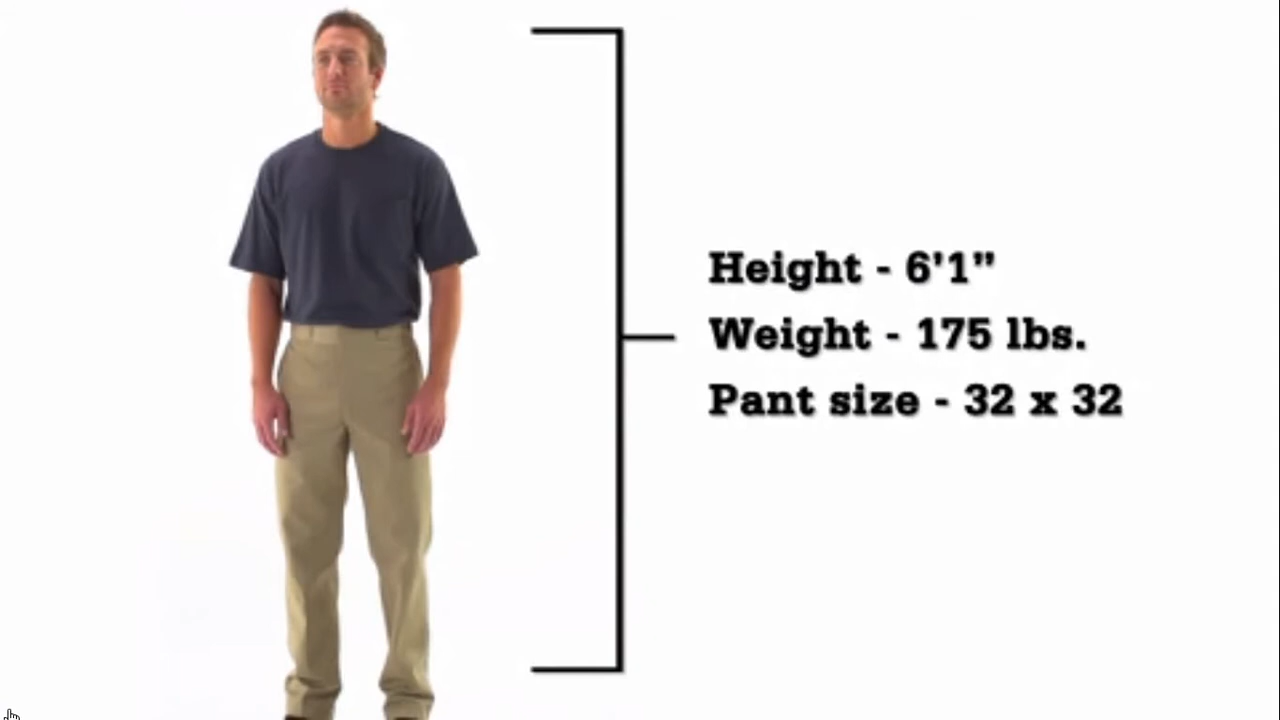 Height - 6'1”
Weight - 175 lbs.
Pant size - 32 x 32